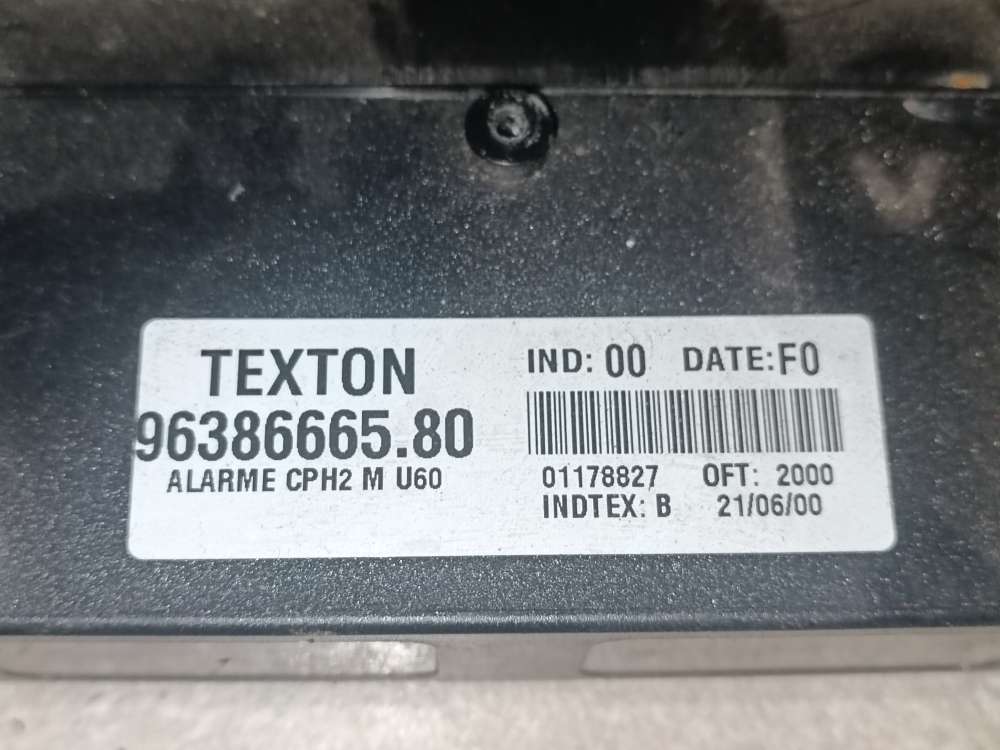 TEXTON
96386665.80
ALARME CPH2 M U60
IND: 00 DATE: F0
01178827 OFT: 2000
INDTEX: B 21/06/00